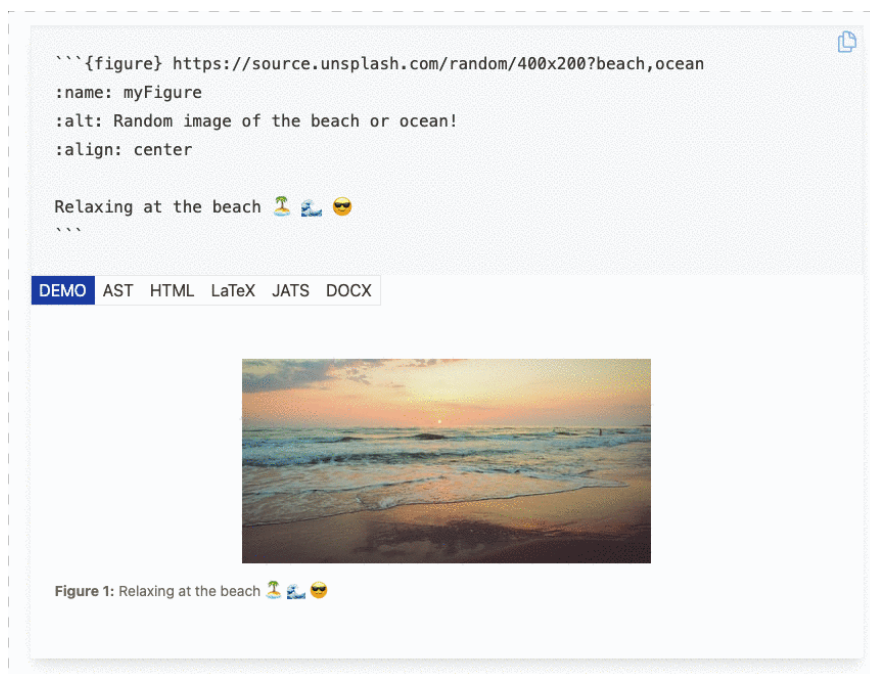 ```{figure} https://source.unsplash.com/random/400x200?beach,ocean
:name: myFigure
:alt: Random image of the beach or ocean!
:align: center
Relaxing at the beach 🏝 🌊 😎
```
DEMO AST HTML LaTeX JATS DOCX
Figure 1: Relaxing at the beach 🏝 🌊 😎